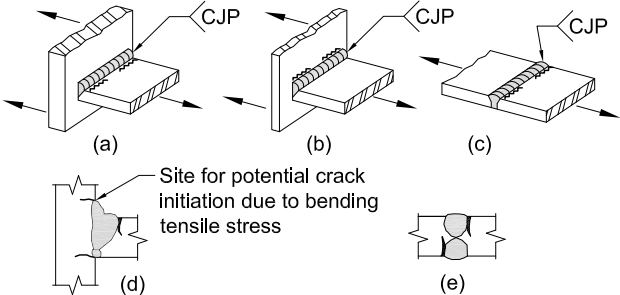 CJP
CJP
CJP
(a)
(b)
(c)
Site for potential crack
initiation due to bending
tensile stress
(d)
(e)